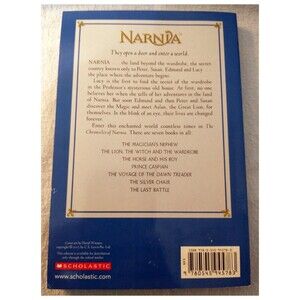 NARNIA
They open a door and enter a world.
NARNIA ... the land beyond the wardrobe, the secret
country known only to Peter, Susan, Edmund and Lucy
the place where the adventure begins.
Lucy is the first to find the secret of the wardrobe in
the Professor's mysterious old house. At first, no one
believes her when she tells of her adventures in the land
of Narnia. But soon Edmund and then Peter and Susan
discover the Magic and meet Aslan, the Great Lion, for
themselves. In the blink of an eye, their lives are changed
forever.
Enter this enchanted world countless times in The
Chronicles of Narnia. There are seven books in all:
THE MAGICIAN'S NEPHEW
THE LION, THE WITCH AND THE WARDROBE
THE HORSE AND HIS BOY
PRINCE CASPIAN
THE VOYAGE OF THE DAWN TREADER
THE SILVER CHAIR
THE LAST BATTLE
SCHOLASTIC
www.scholastic.com
9 780545 945783